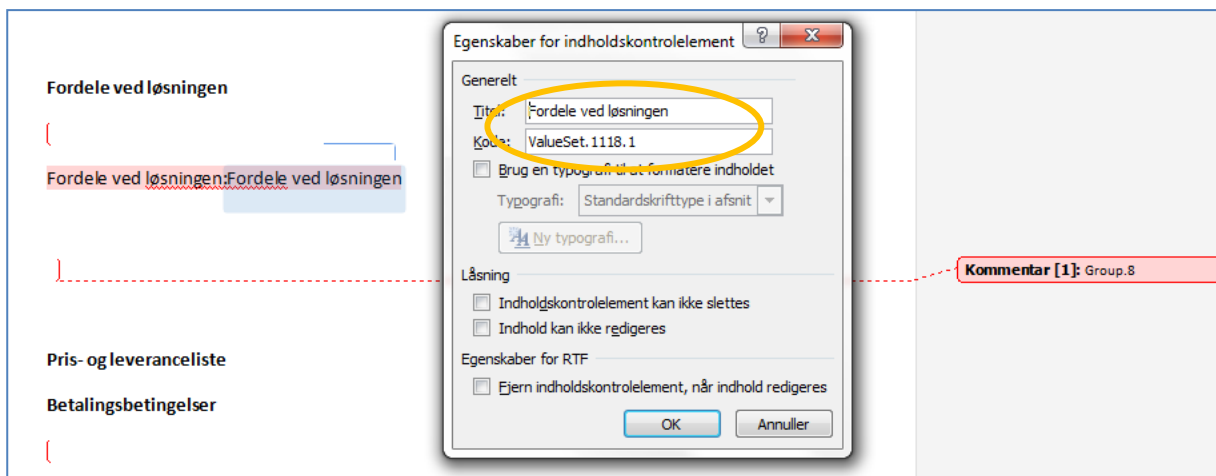 Fordele ved løsningen
Fordele ved løsningen:Fordele ved løsningen
Pris- og leveranceliste
Betalingsbetingelser
Egenskaber for indholdskontrolelement
Generelt
Titel: Fordele ved løsningen
Kode: ValueSet.1118.1
Brug en typografi til at formatere indholdet
Typografi: Standardskrifttype i afsnit
Ny typografi...
Låsning
Indholdskontrolelement kan ikke slettes
Indhold kan ikke redigeres
Egenskaber for RTF
Fjern indholdskontrolelement, når indhold redigeres
OK Annuller
Kommentar [1]: Group.8